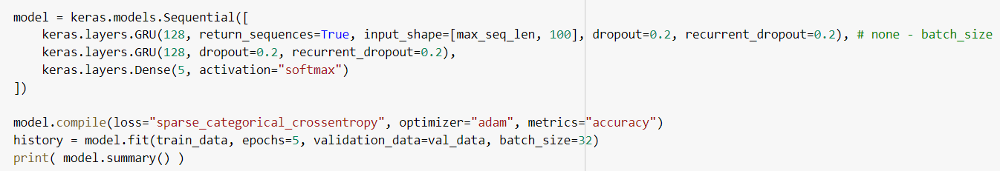 model = keras.models.Sequential([
    keras.layers.GRU(128, return_sequences=True, input_shape=[max_seq_len, 100], dropout=0.2, recurrent_dropout=0.2), # none - batch_size
    keras.layers.GRU(128, dropout=0.2, recurrent_dropout=0.2),
    keras.layers.Dense(5, activation="softmax")
])

model.compile(loss="sparse_categorical_crossentropy", optimizer="adam", metrics="accuracy")
history = model.fit(train_data, epochs=5, validation_data=val_data, batch_size=32)
print( model.summary() )